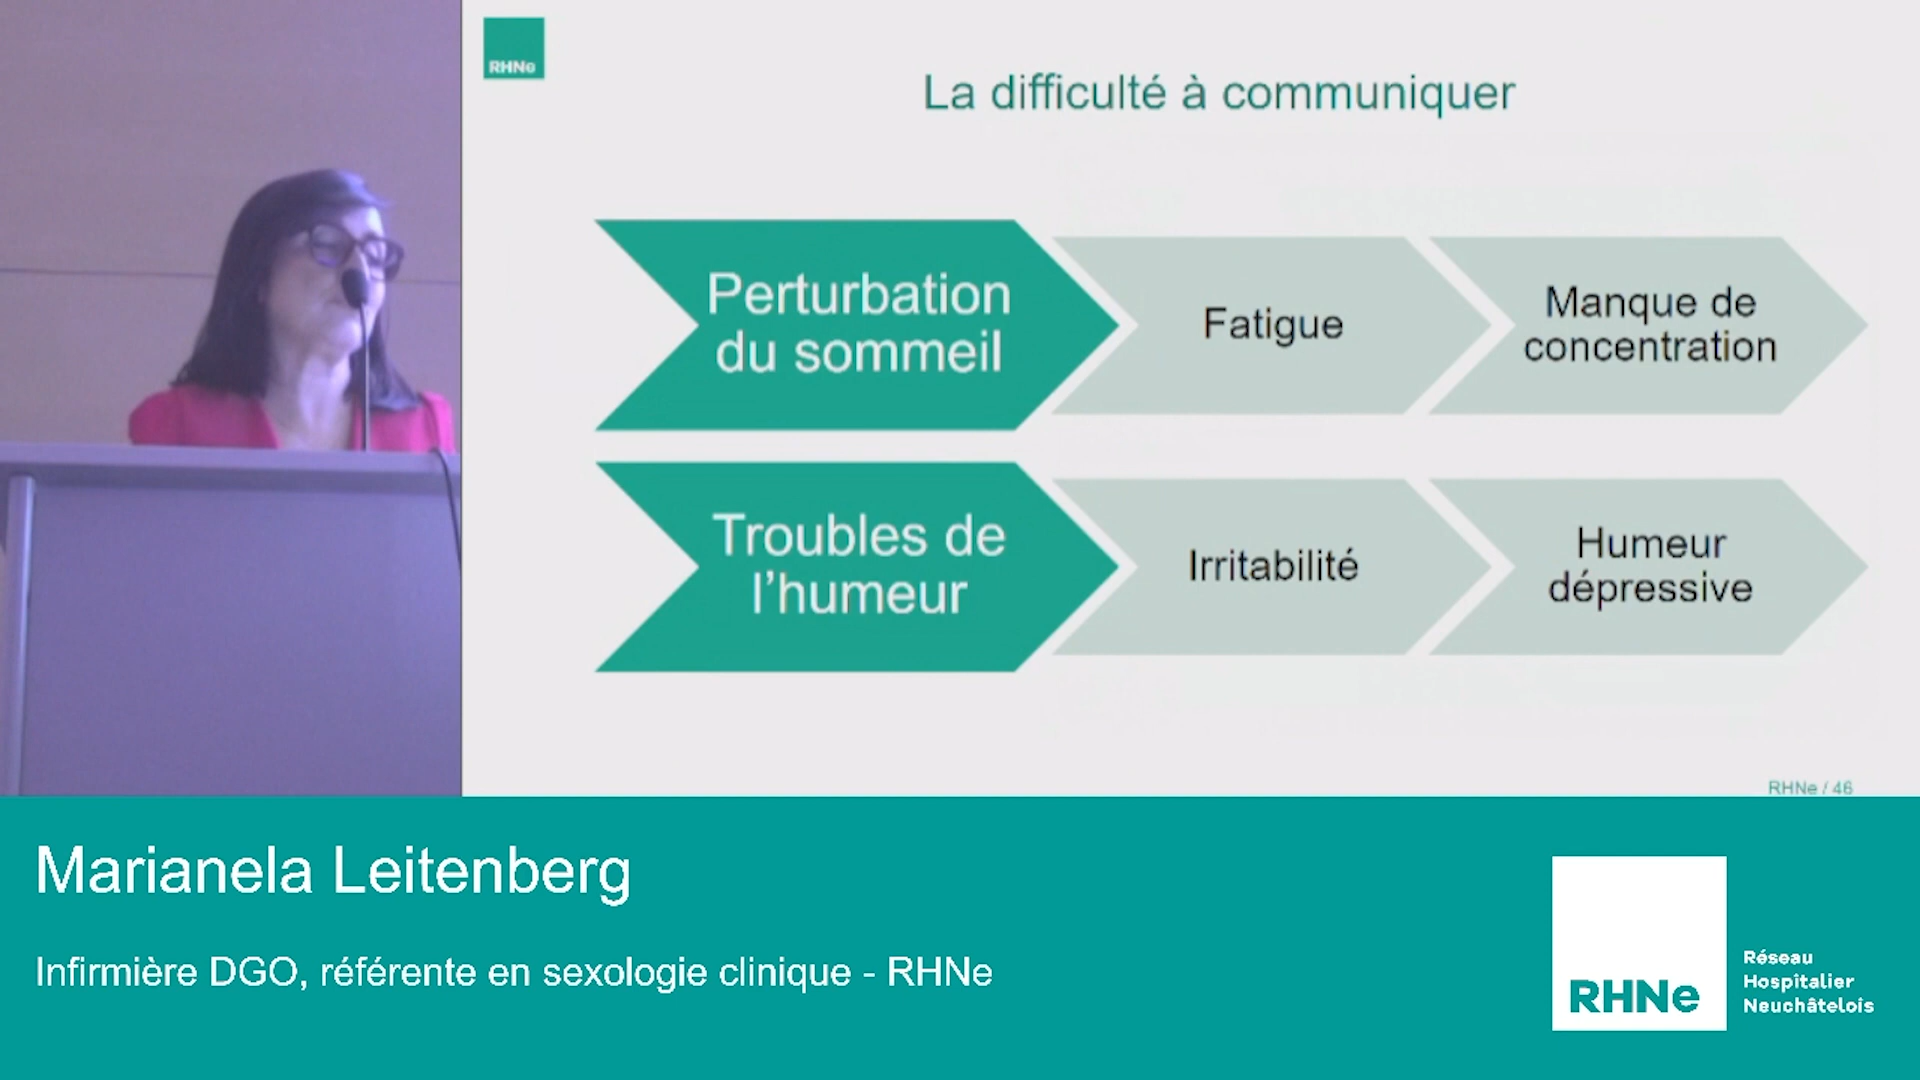 RHNe
La difficulté à communiquer
Perturbation
du sommeil
Fatigue
Manque de
concentration
Troubles de
l’humeur
Irritabilité
Humeur
dépressive
RHNe / 46
Marianela Leitenberg
Infirmière DGO, référente en sexologie clinique - RHNe
RHNe
Réseau
Hospitalier
Neuchâtelois